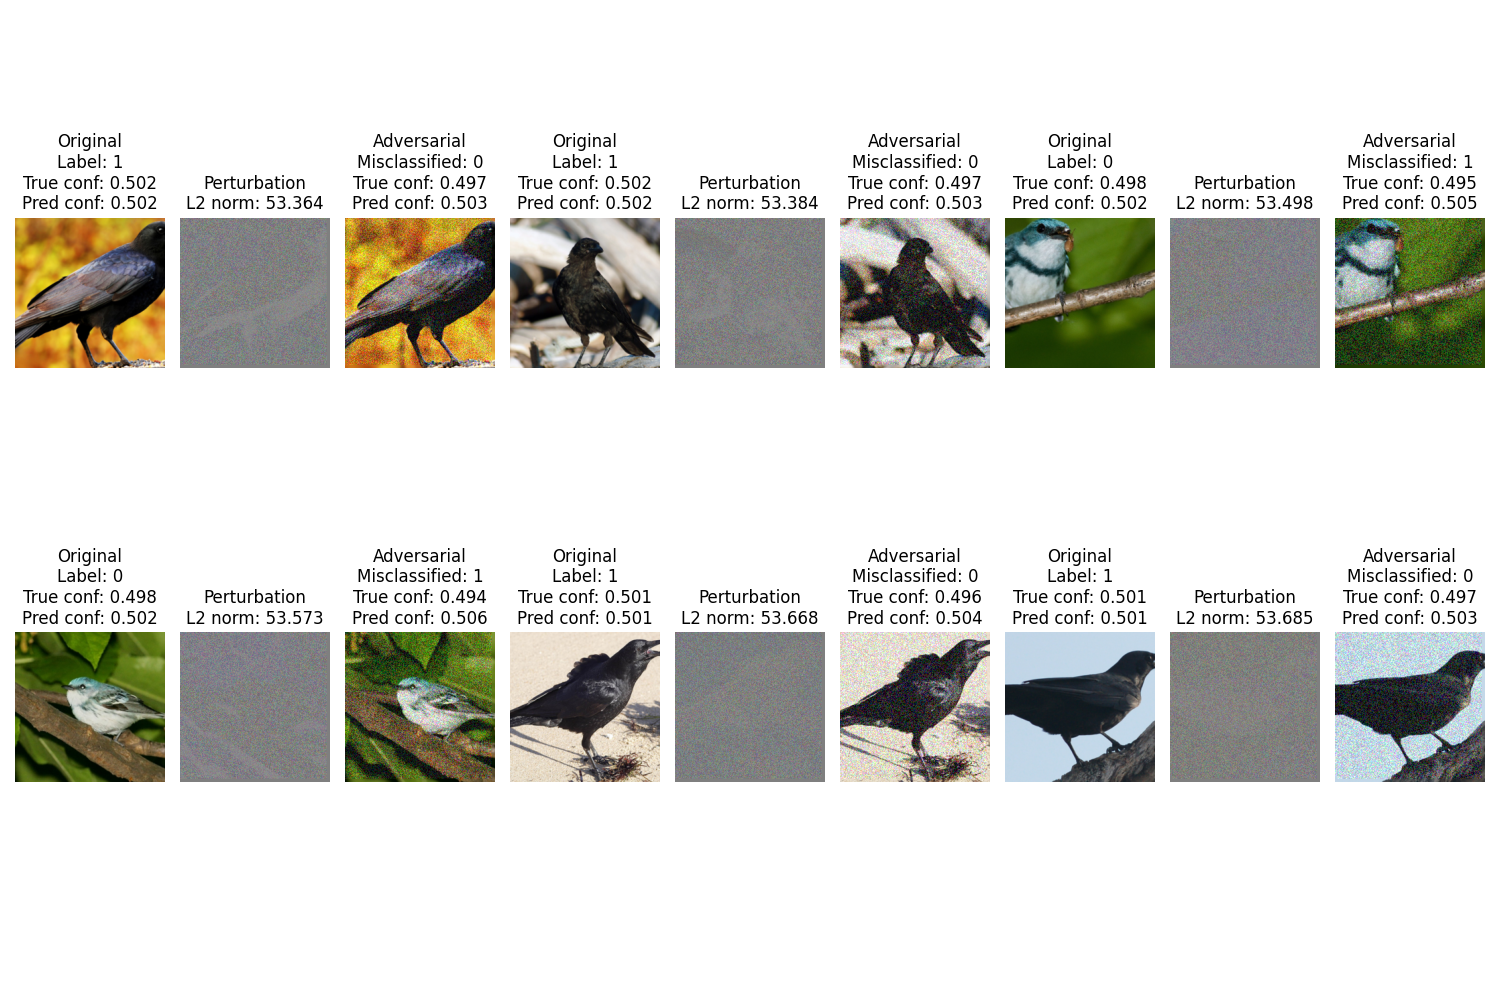 Original
Label: 1
True conf: 0.502
Pred conf: 0.502
Perturbation
L2 norm: 53.364
Adversarial
Misclassified: 0
True conf: 0.497
Pred conf: 0.503
Original
Label: 1
True conf: 0.502
Pred conf: 0.502
Perturbation
L2 norm: 53.384
Adversarial
Misclassified: 0
True conf: 0.497
Pred conf: 0.503
Original
Label: 0
True conf: 0.498
Pred conf: 0.502
Perturbation
L2 norm: 53.498
Adversarial
Misclassified: 1
True conf: 0.495
Pred conf: 0.505
Original
Label: 0
True conf: 0.498
Pred conf: 0.502
Perturbation
L2 norm: 53.573
Adversarial
Misclassified: 1
True conf: 0.494
Pred conf: 0.506
Original
Label: 1
True conf: 0.501
Pred conf: 0.501
Perturbation
L2 norm: 53.668
Adversarial
Misclassified: 0
True conf: 0.496
Pred conf: 0.504
Original
Label: 1
True conf: 0.501
Pred conf: 0.501
Perturbation
L2 norm: 53.685
Adversarial
Misclassified: 0
True conf: 0.497
Pred conf: 0.503